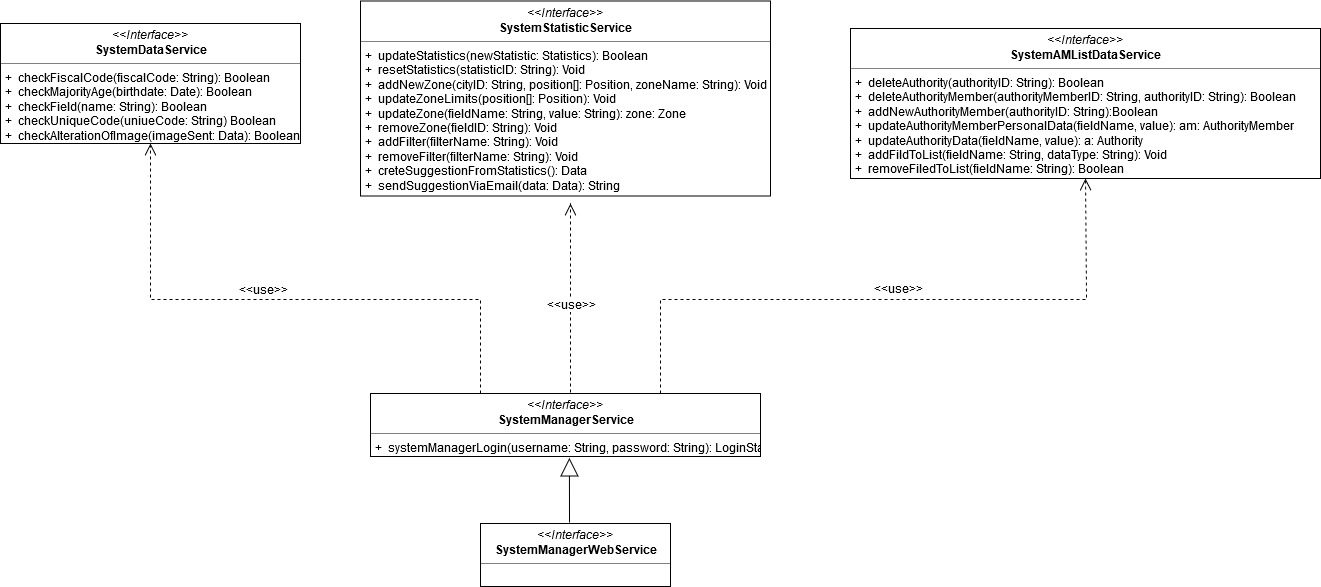 <<Interface>>
SystemDataService
+ checkFiscalCode(fiscalCode: String): Boolean
+ checkMajorityAge(birthdate: Date): Boolean
+ checkField(name: String): Boolean
+ checkUniqueCode(uniueCode: String) Boolean
+ checkAlterationOfImage(imageSent: Data): Boolean
<<Interface>>
SystemStatisticService
+ updateStatistics(newStatistic: Statistics): Boolean
+ resetStatistics(statisticID: String): Void
+ addNewZone(cityID: String, position[]: Position, zoneName: String): Void
+ updateZoneLimits(position[]: Position): Void
+ updateZone(fieldName: String, value: String): zone: Zone
+ removeZone(fieldID: String): Void
+ addFilter(filterName: String): Void
+ removeFilter(filterName: String): Void
+ creteSuggestionFromStatistics(): Data
+ sendSuggestionViaEmail(data: Data): String
<<Interface>>
SystemAMListDataService
+ deleteAuthority(authorityID: String): Boolean
+ deleteAuthorityMember(authorityMemberID: String, authorityID: String): Boolean
+ addNewAuthorityMember(authorityID: String):Boolean
+ updateAuthorityMemberPersonalData(fieldName, value): am: AuthorityMember
+ updateAuthorityData(fieldName, value): a: Authority
+ addFildToList(fieldName: String, dataType: String): Void
+ removeFiledToList(fieldName: String): Boolean
<<use>>
<<use>>
<<use>>
<<Interface>>
SystemManagerService
+ systemManagerLogin(username: String, password: String): LoginSta
<<Interface>>
SystemManagerWebService